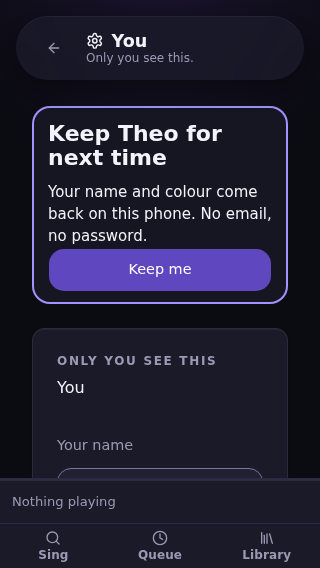 You
Only you see this.
Keep Theo for
next time
Your name and colour come
back on this phone. No email,
no password.
Keep me
ONLY YOU SEE THIS
You
Your name
Nothing playing
Sing
Queue
Library